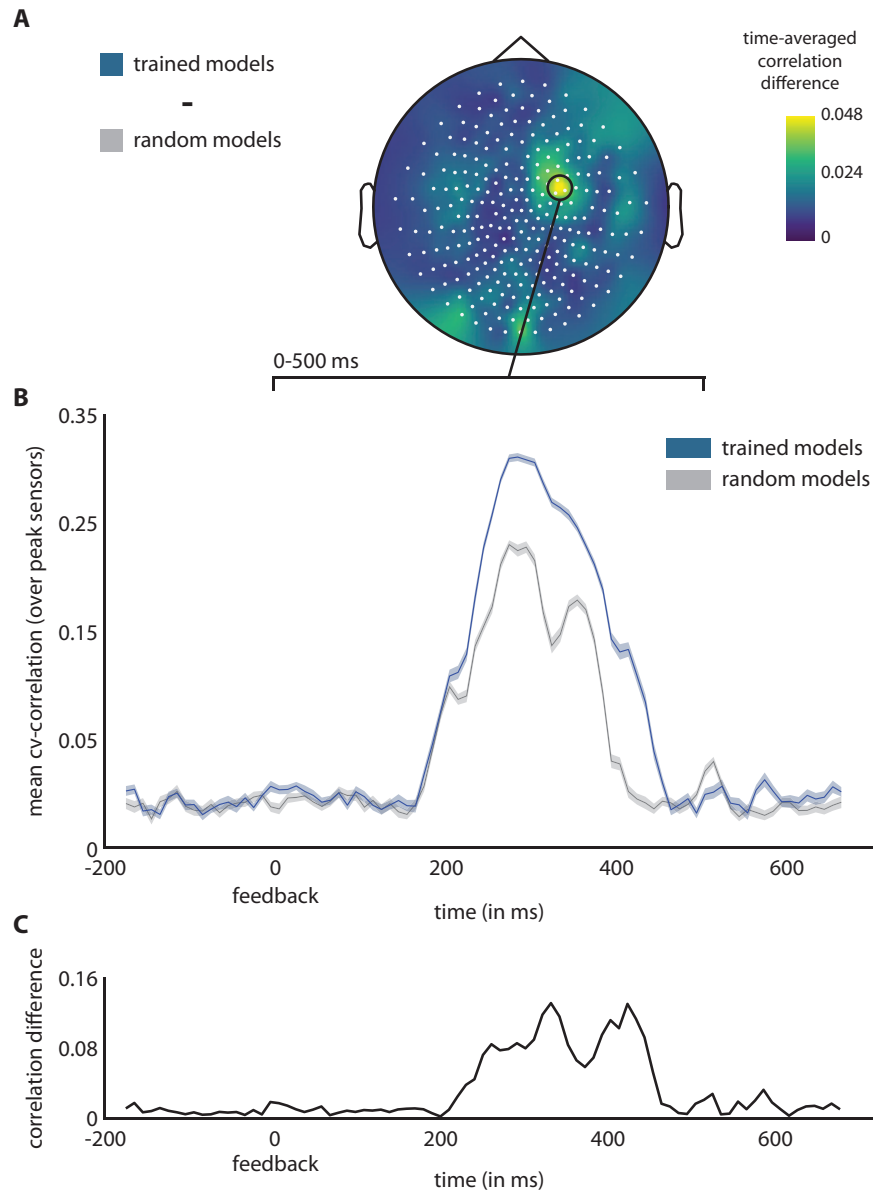 A
trained models
-
random models
time-averaged
correlation
difference
0.048
0.024
0
0-500 ms
B
mean cv-correlation (over peak sensors)
0.35
0.25
0.15
0.05
0
trained models
random models
-200
0
200
400
600
feedback
time (in ms)
C
correlation difference
0.16
0.08
0
-200
0
200
400
600
feedback
time (in ms)